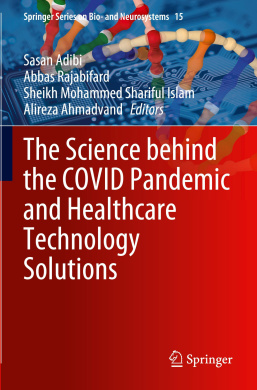 Springer Series on Bio- and Neurosystems 15
Sasan Adibi
Abbas Rajabifard
Sheikh Mohammed Shariful Islam
Alireza Ahmadvand Editors
The Science behind
the COVID Pandemic
and Healthcare
Technology
Solutions
Springer